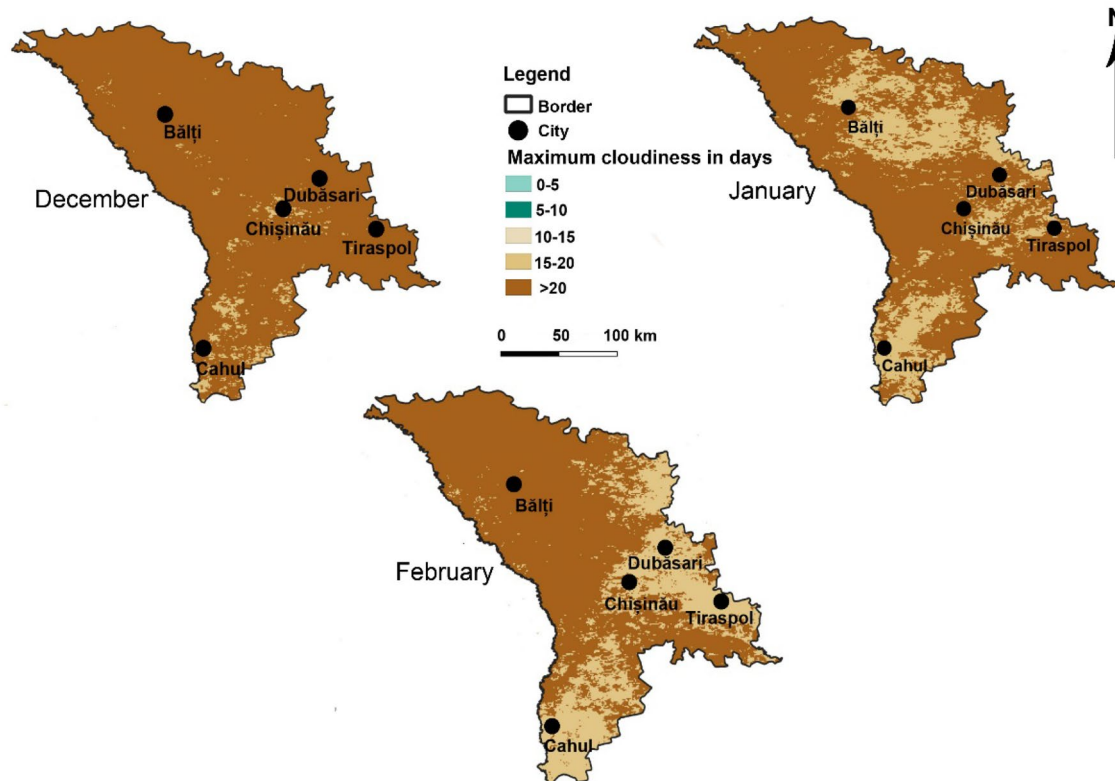 N
Legend
Border
City
Maximum cloudiness in days
0-5
5-10
10-15
15-20
>20
0 50 100 km
December
Bălți
Dubăsari
Chișinău
Tiraspol
Cahul
January
Bălți
Dubăsari
Chișinău
Tiraspol
Cahul
February
Bălți
Dubăsari
Chișinău
Tiraspol
Cahul